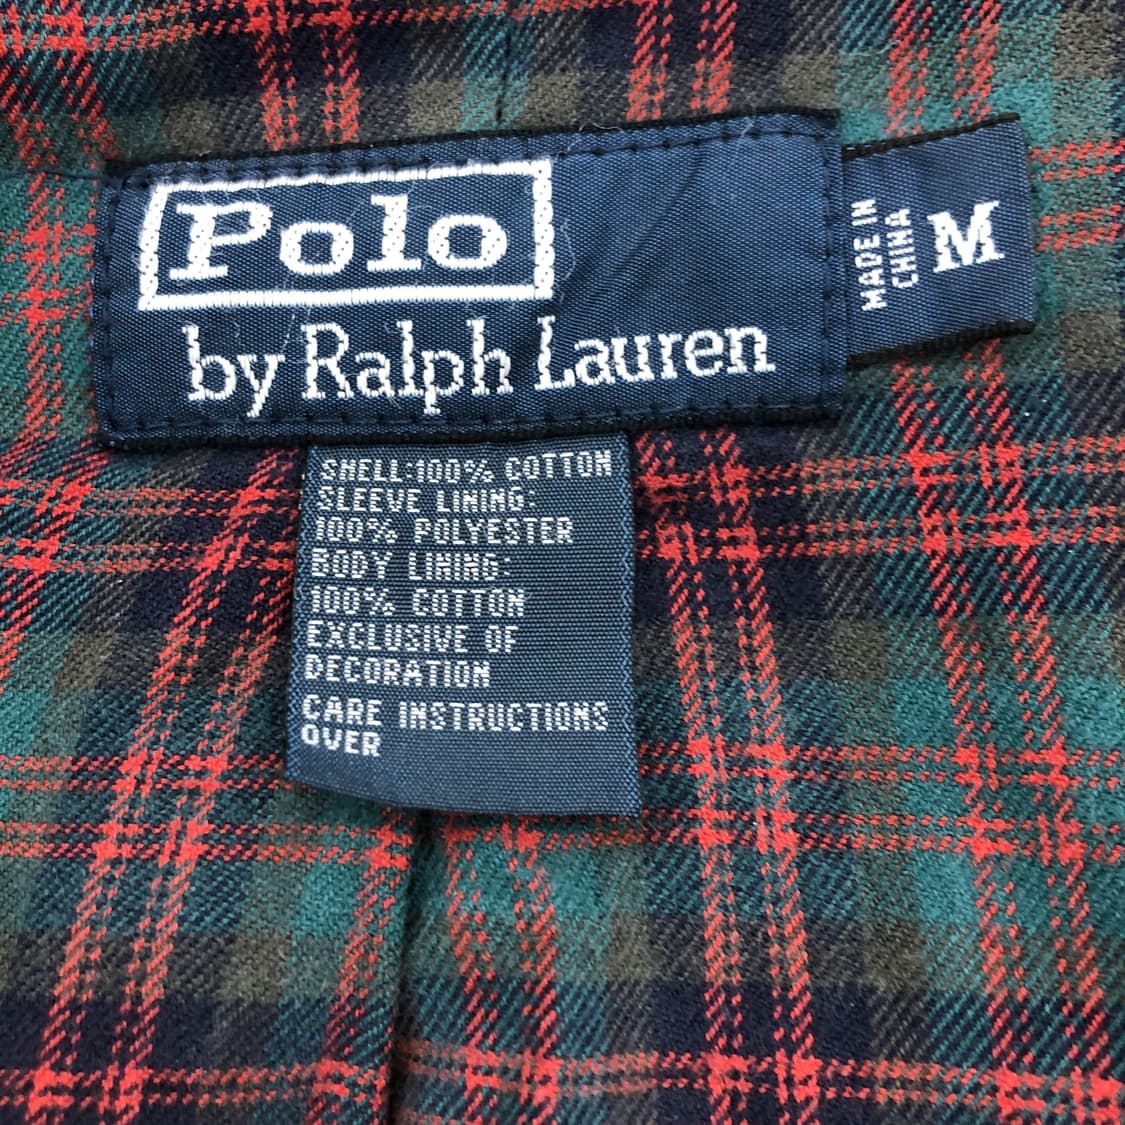 Polo
by Ralph Lauren
MADE IN
CHINA
M
SHELL:100% COTTON
SLEEVE LINING:
100% POLYESTER
BODY LINING:
100% COTTON
EXCLUSIVE OF
DECORATION
CARE INSTRUCTIONS
OVER